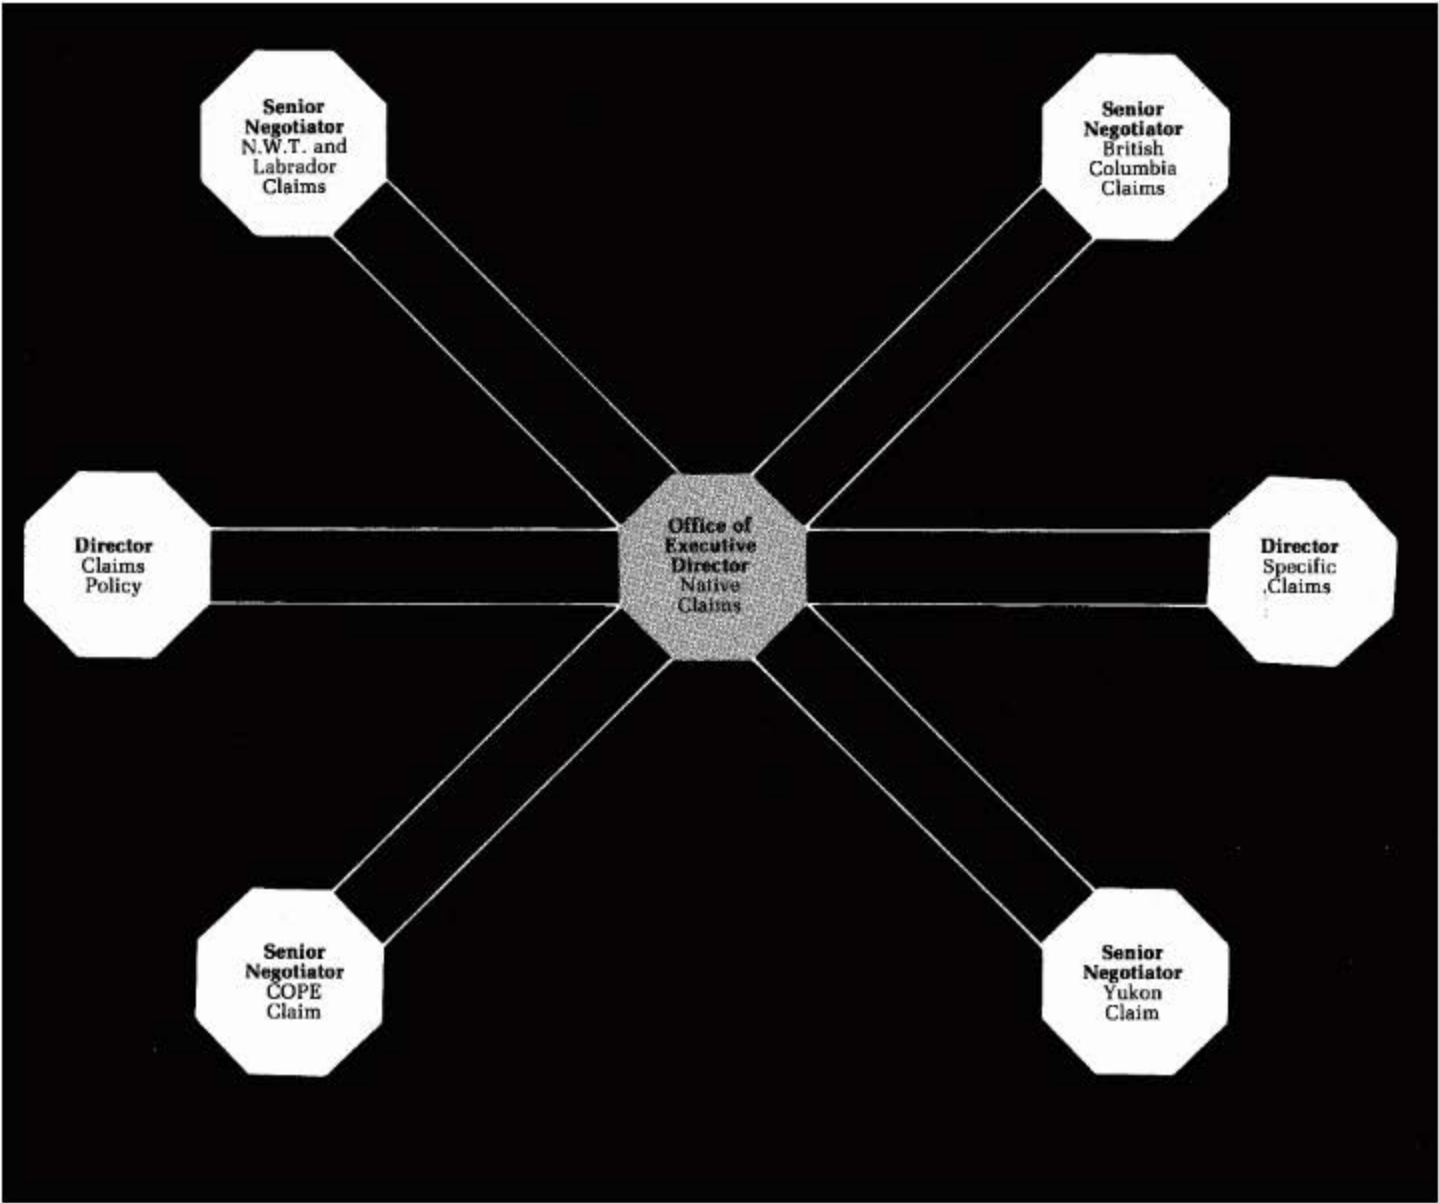 Senior
Negotiator
N.W.T. and
Labrador
Claims
Senior
Negotiator
British
Columbia
Claims
Director
Claims
Policy
Office of
Executive
Director
Native
Claims
Director
Specific
Claims
Senior
Negotiator
COPE
Claim
Senior
Negotiator
Yukon
Claim